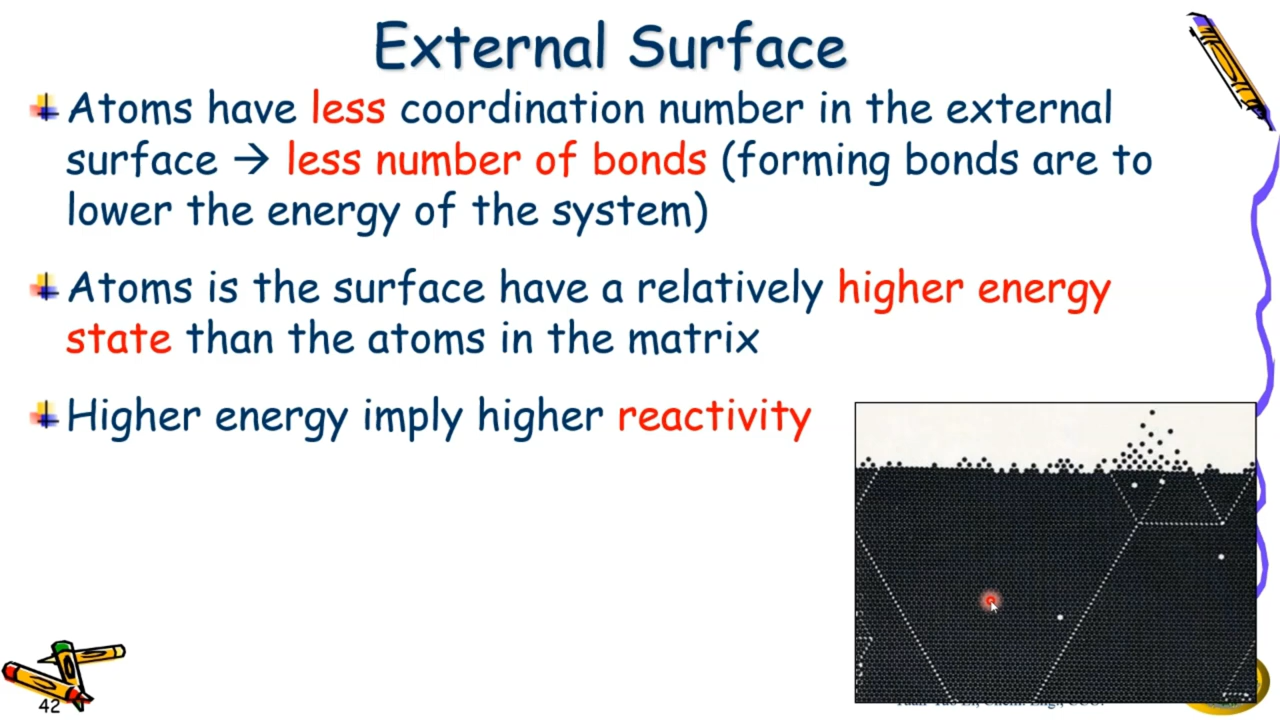 External Surface
Atoms have less coordination number in the external
surface → less number of bonds (forming bonds are to
lower the energy of the system)
Atoms is the surface have a relatively higher energy
state than the atoms in the matrix
Higher energy imply higher reactivity
42